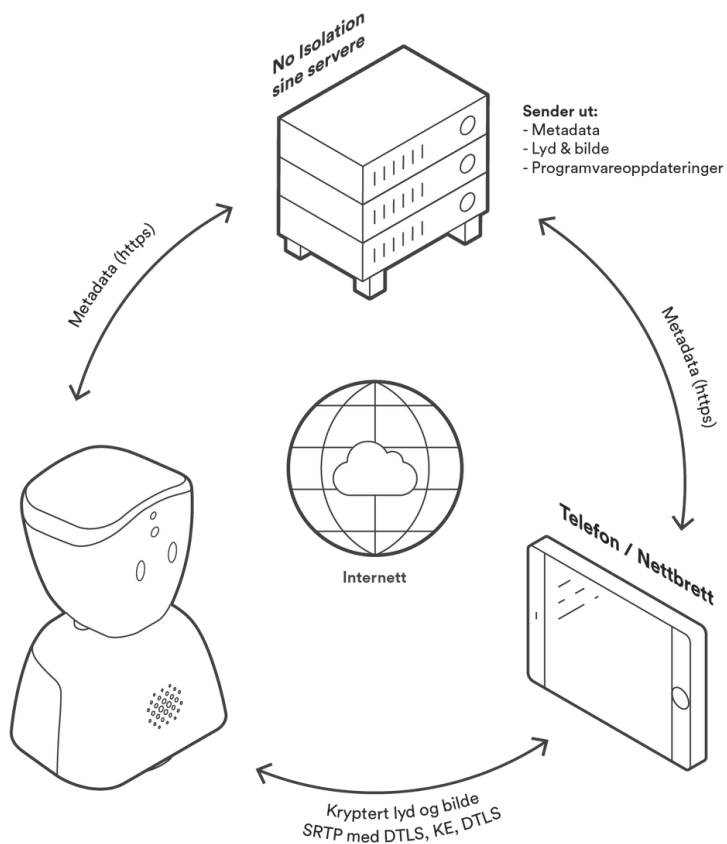 No Isolation
sine servere
Sender ut:
- Metadata
- Lyd & bilde
- Programvareoppdateringer
Metadata (https)
Metadata (https)
Internett
Telefon / Nettbrett
Kryptert lyd og bilde
SRTP med DTLS, KE, DTLS